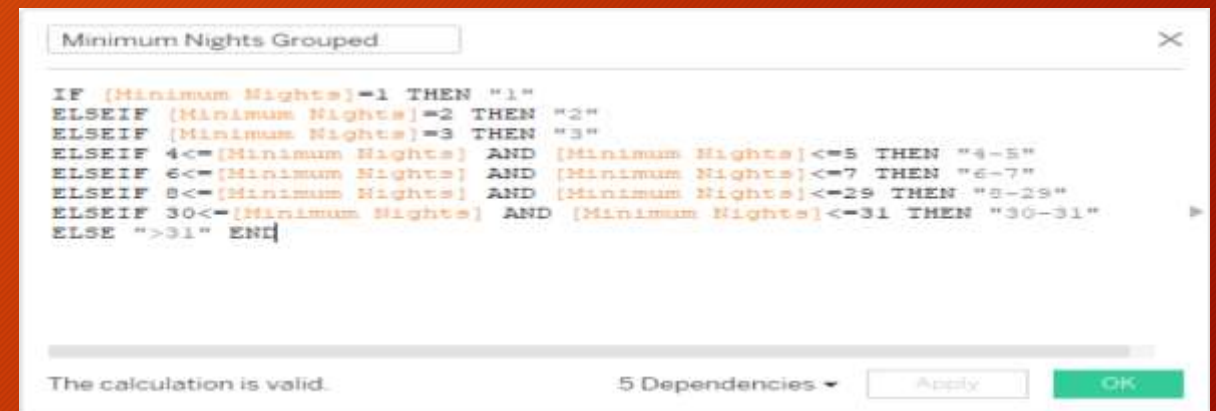 Minimum Nights Grouped
IF [Minimum Nights]=1 THEN "1"
ELSEIF [Minimum Nights]=2 THEN "2"
ELSEIF [Minimum Nights]=3 THEN "3"
ELSEIF 4<=[Minimum Nights] AND [Minimum Nights]<=5 THEN "4-5"
ELSEIF 6<=[Minimum Nights] AND [Minimum Nights]<=7 THEN "6-7"
ELSEIF 8<=[Minimum Nights] AND [Minimum Nights]<=29 THEN "8-29"
ELSEIF 30<=[Minimum Nights] AND [Minimum Nights]<=31 THEN "30-31"
ELSE ">31" END
The calculation is valid. 5 Dependencies Apply OK